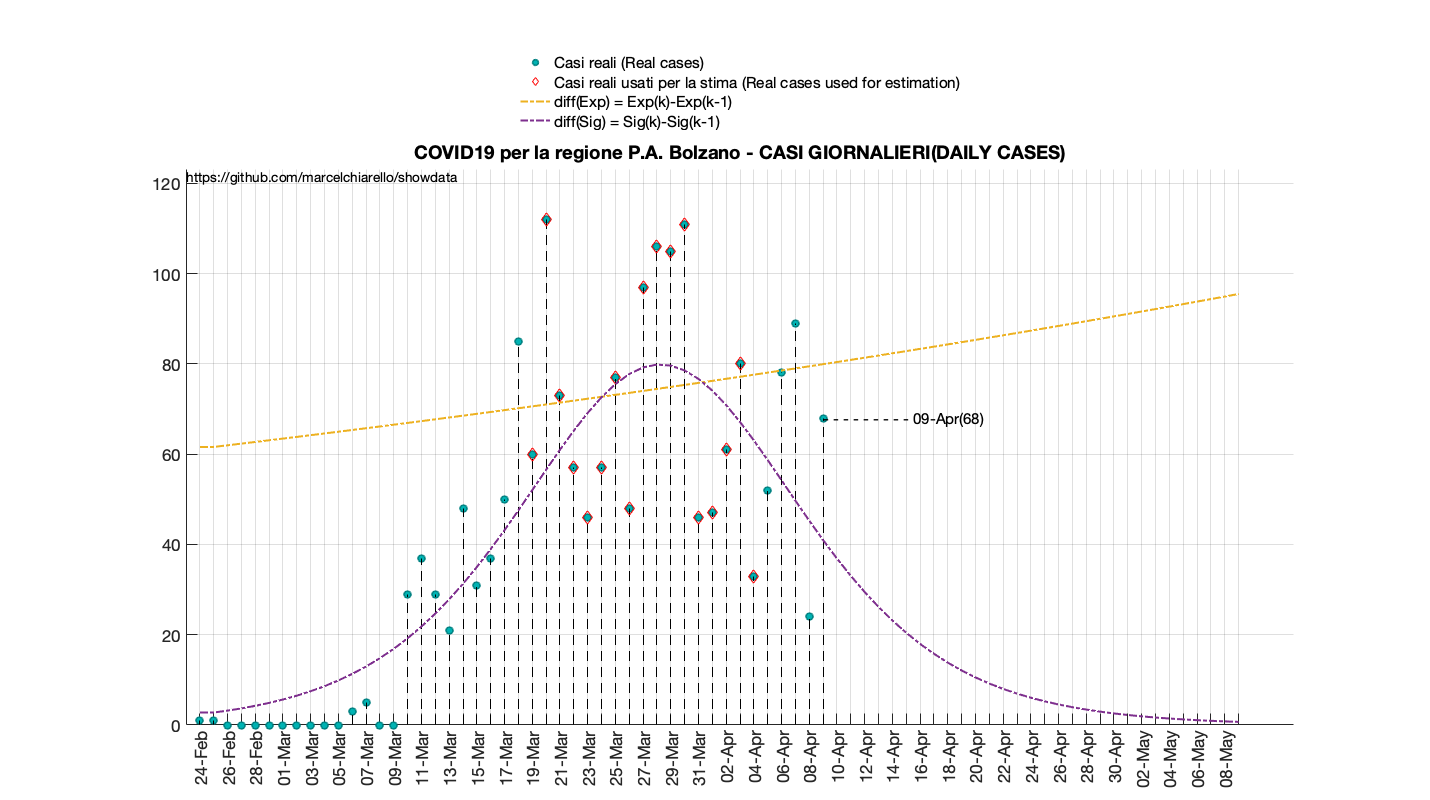 Casi reali (Real cases)
Casi reali usati per la stima (Real cases used for estimation)
diff(Exp) = Exp(k)-Exp(k-1)
diff(Sig) = Sig(k)-Sig(k-1)
COVID19 per la regione P.A. Bolzano - CASI GIORNALIERI(DAILY CASES)
https://github.com/marcelchiarello/showdata
120
100
80
60
40
20
0
09-Apr(68)
24-Feb
26-Feb
28-Feb
01-Mar
03-Mar
05-Mar
07-Mar
09-Mar
11-Mar
13-Mar
15-Mar
17-Mar
19-Mar
21-Mar
23-Mar
25-Mar
27-Mar
29-Mar
31-Mar
02-Apr
04-Apr
06-Apr
08-Apr
10-Apr
12-Apr
14-Apr
16-Apr
18-Apr
20-Apr
22-Apr
24-Apr
26-Apr
28-Apr
30-Apr
02-May
04-May
06-May
08-May